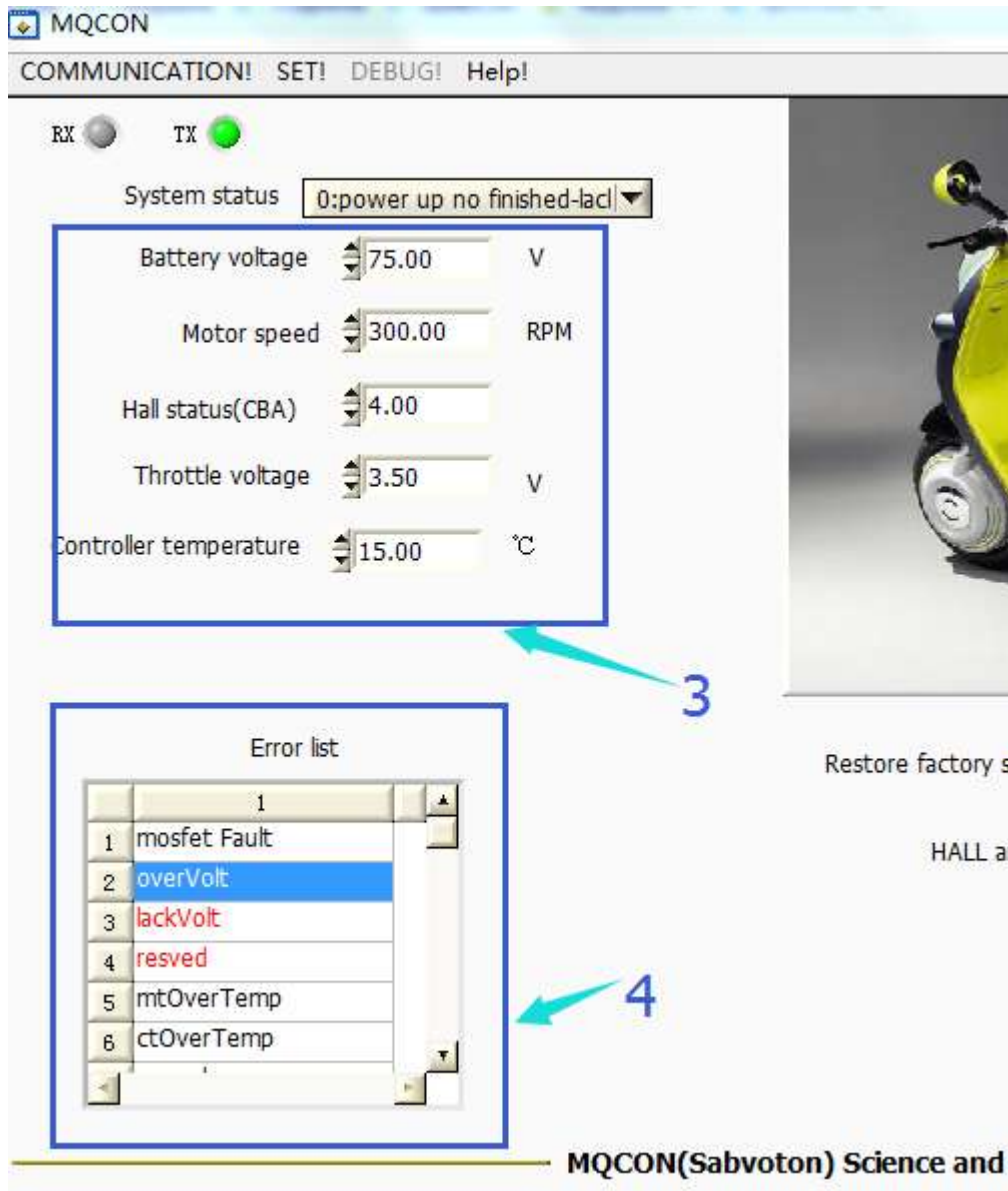 MQCON
COMMUNICATION! SET! DEBUG! Help!
RX TX
System status 0:power up no finished-lacl
Battery voltage 75.00 V
Motor speed 300.00 RPM
Hall status(CBA) 4.00
Throttle voltage 3.50 V
Controller temperature 15.00 ℃
3
Error list
1
1 mosfet Fault
2 overVolt
3 lackVolt
4 resved
5 mtOverTemp
6 ctOverTemp
4
Restore factory s
HALL a
MQCON(Sabvoton) Science and